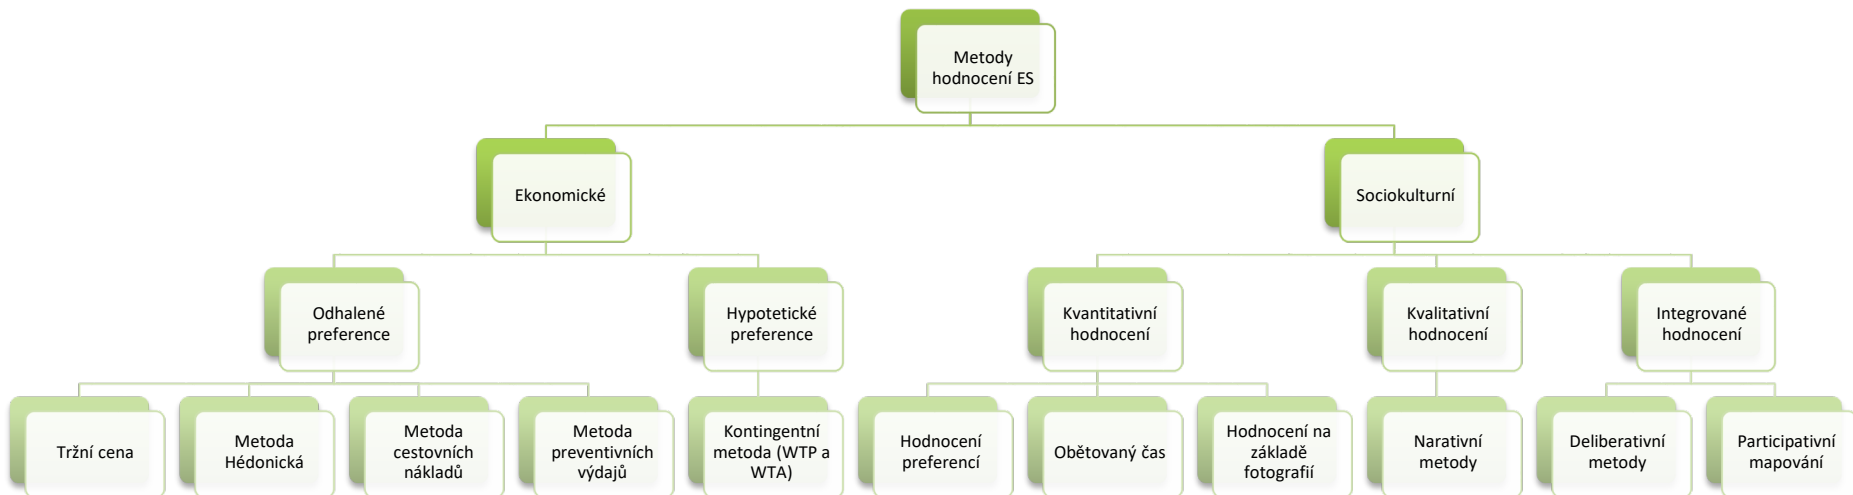 Metody
hodnocení ES
Ekonomické
Sociokulturní
Odhalené
preference
Hypotetické
preference
Kvantitativní
hodnocení
Kvalitativní
hodnocení
Integrované
hodnocení
Tržní cena
Metoda
Hédonická
Metoda
cestovních
nákladů
Metoda
preventivních
výdajů
Kontingentní
metoda (WTP a
WTA)
Hodnocení
preferencí
Obětovaný čas
Hodnocení na
základě
fotografií
Narativní
metody
Deliberativní
metody
Participativní
mapování